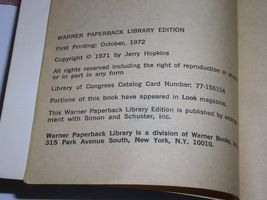 WARNER PAPERBACK LIBRARY EDITION
First Printing: October, 1972
Copyright © 1971 by Jerry Hopkins
All rights reserved including the right of reproduction in
or in part in any form
Library of Congress Catalog Card Number: 77-156154
Portions of this book have appeared in Look magazine.
This Warner Paperback Library Edition is published by
ment with Simon and Schuster, Inc.
Warner Paperback Library is a division of Warner Books,
315 Park Avenue South, New York, N.Y. 10010.